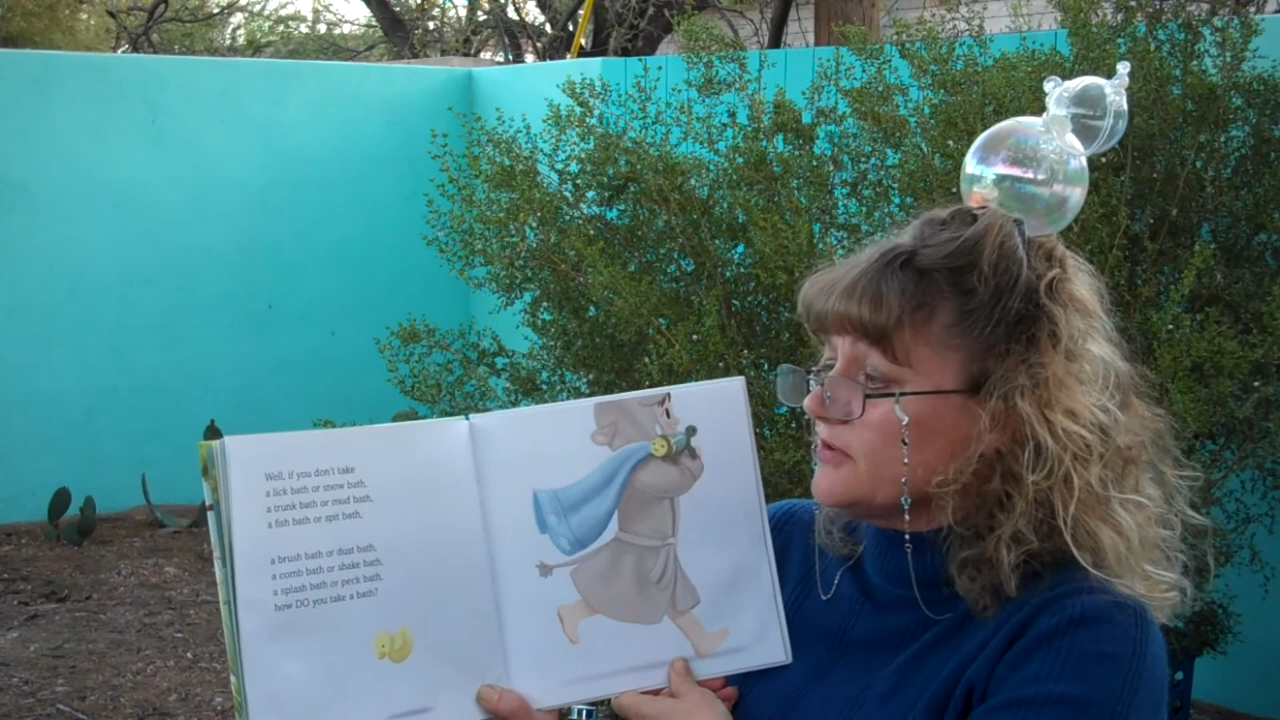 Well, if you don't take
a lick bath or snow bath,
a trunk bath or mud bath,
a fish bath or spit bath,
a brush bath or dust bath,
a comb bath or shake bath,
a splash bath or peck bath,
how DO you take a bath?